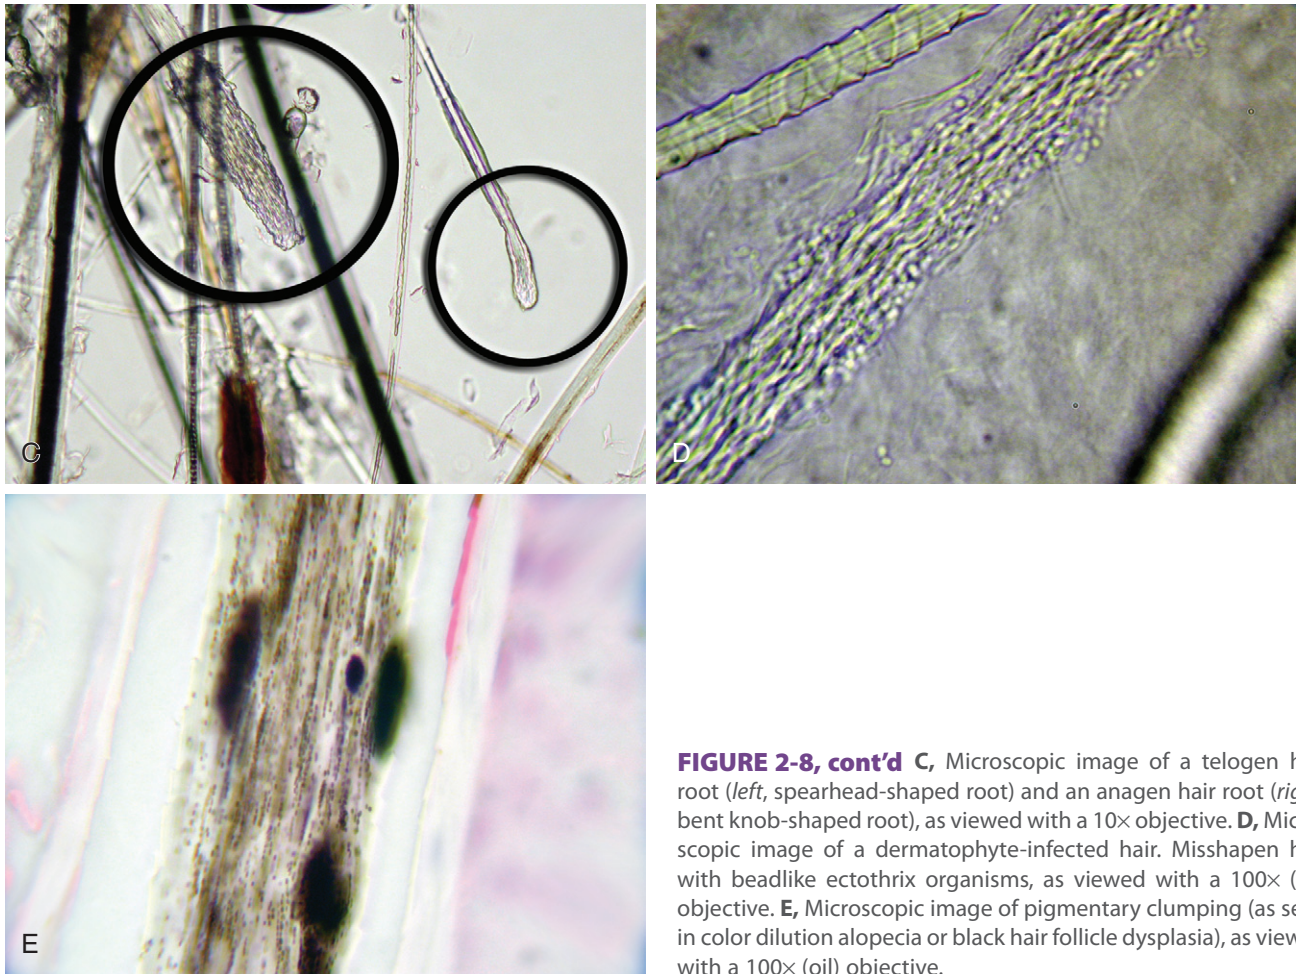 C
D
E
FIGURE 2-8, cont'd C, Microscopic image of a telogen
root (left, spearhead-shaped root) and an anagen hair root
bent knob-shaped root), as viewed with a 10× objective. D,
scopic image of a dermatophyte-infected hair. Misshapen
with beadlike ectothrix organisms, as viewed with a 100×
objective. E, Microscopic image of pigmentary clumping (as
in color dilution alopecia or black hair follicle dysplasia), as
with a 100× (oil) objective.